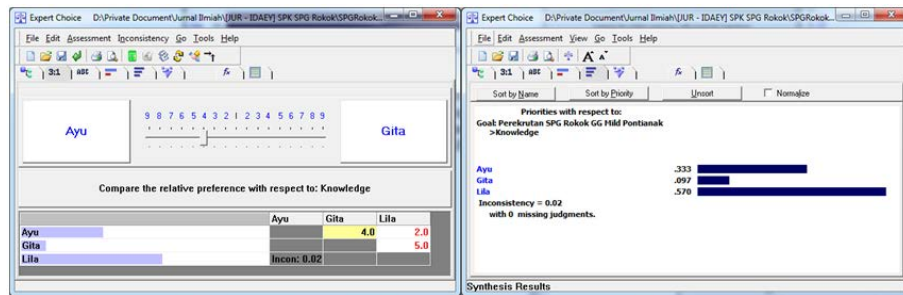 Expert Choice D:\Private Document\Jurnal Ilmiah\[JUR - IDAEY] SPK SPG Rokok\SPGRokok...
File Edit Assessment Inconsistency Go Tools Help
3:1 ABC fx
9 8 7 6 5 4 3 2 1 2 3 4 5 6 7 8 9
Ayu
Gita
Compare the relative preference with respect to: Knowledge
Ayu Gita Lila
Ayu 4.0 2.0
Gita 5.0
Lila Incon: 0.02
Expert Choice D:\Private Document\Jurnal Ilmiah\[JUR - IDAEY] SPK SPG Rokok\SPGRokok...
File Edit Assessment View Go Tools Help
A A
3:1 ABC fx
Sort by Name Sort by Priority Unsort Normalize
Priorities with respect to:
Goal: Perekrutan SPG Rokok GG Mild Pontianak
>Knowledge
Ayu .333
Gita .097
Lila .570
Inconsistency = 0.02
with 0 missing judgments.
Synthesis Results